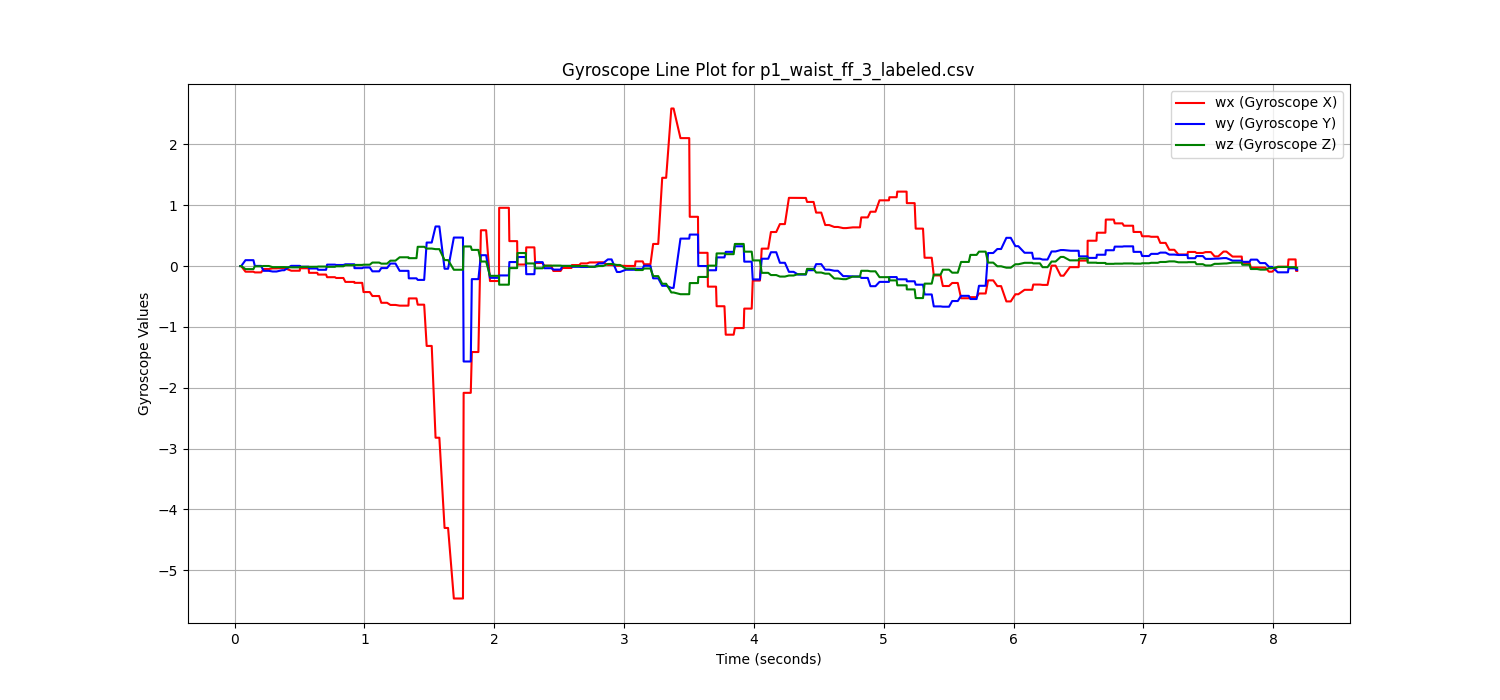 Gyroscope Line Plot for p1_waist_ff_3_labeled.csv
wx (Gyroscope X)
wy (Gyroscope Y)
wz (Gyroscope Z)
2
1
0
−1
−2
−3
−4
−5
Gyroscope Values
0 1 2 3 4 5 6 7 8
Time (seconds)